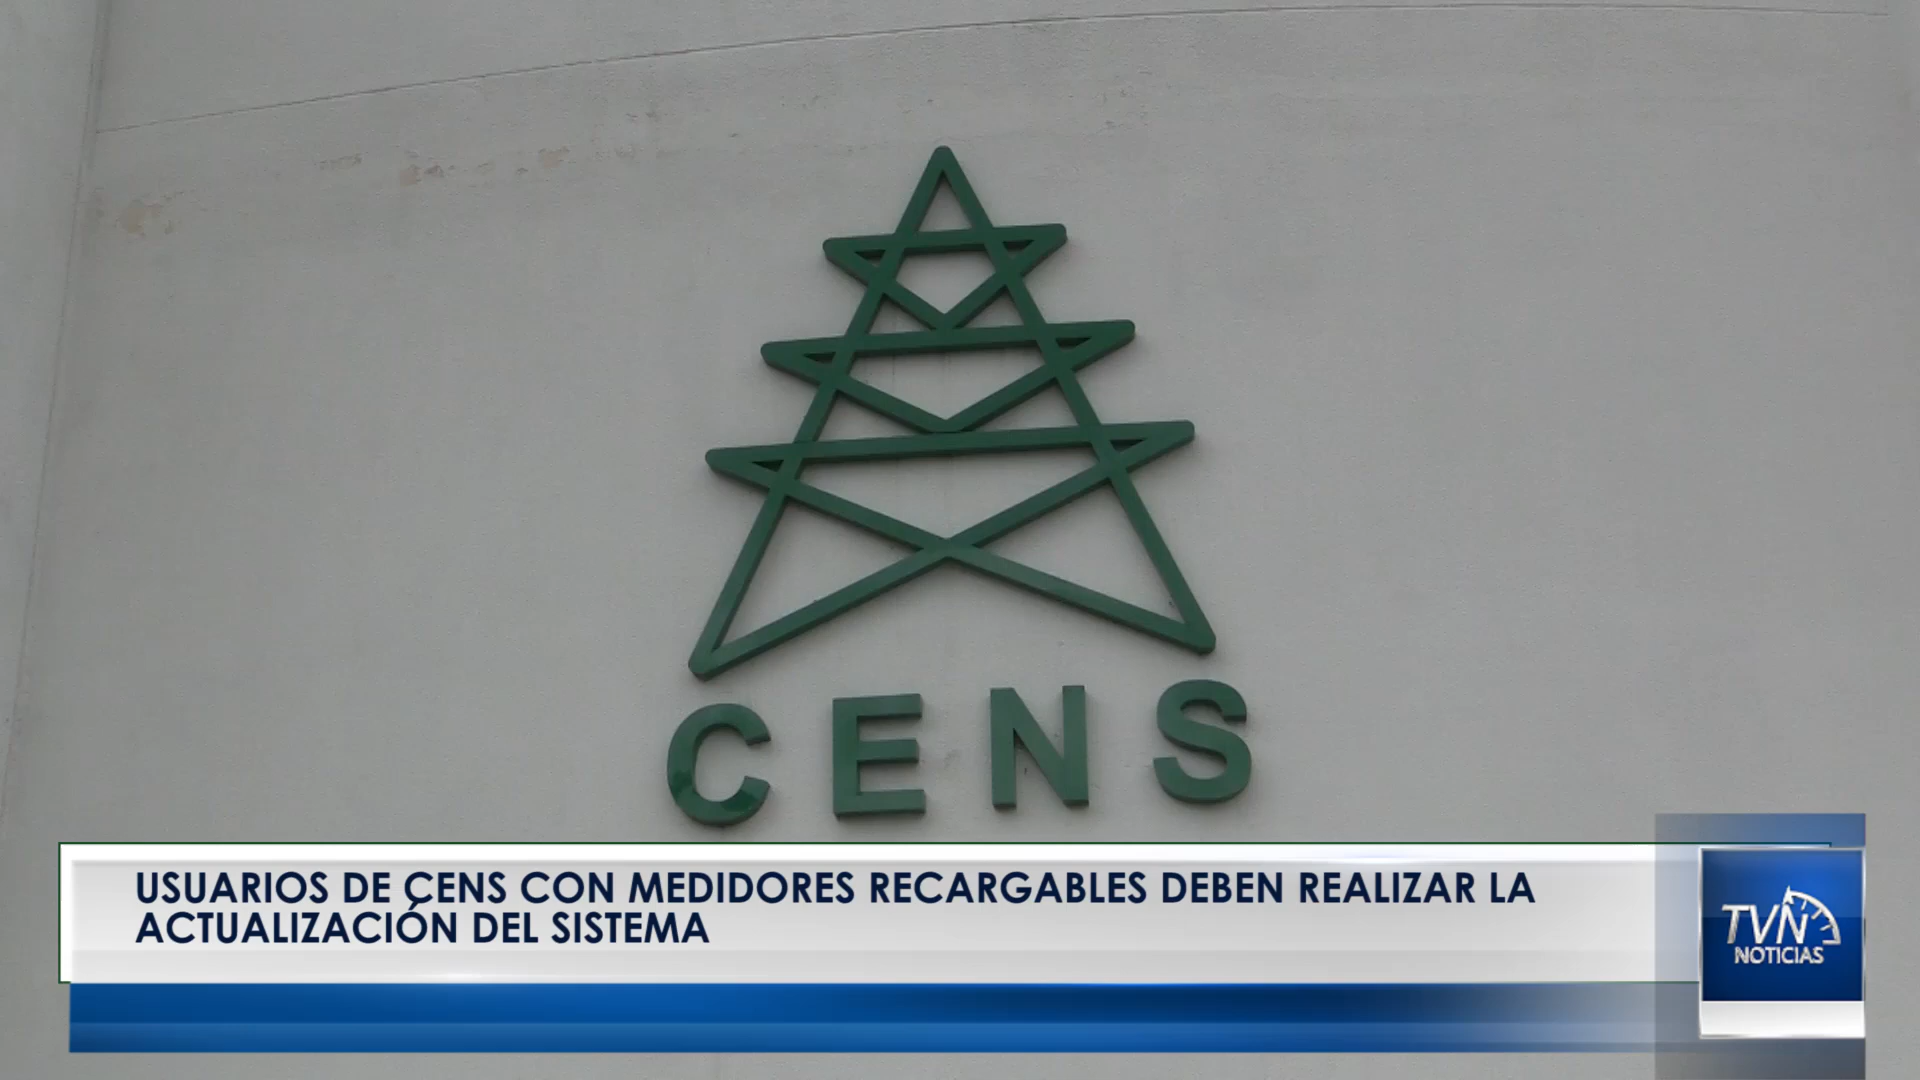 CENS
USUARIOS DE CENS CON MEDIDORES RECARGABLES DEBEN REALIZAR LA
ACTUALIZACIÓN DEL SISTEMA
TVN
NOTICIAS